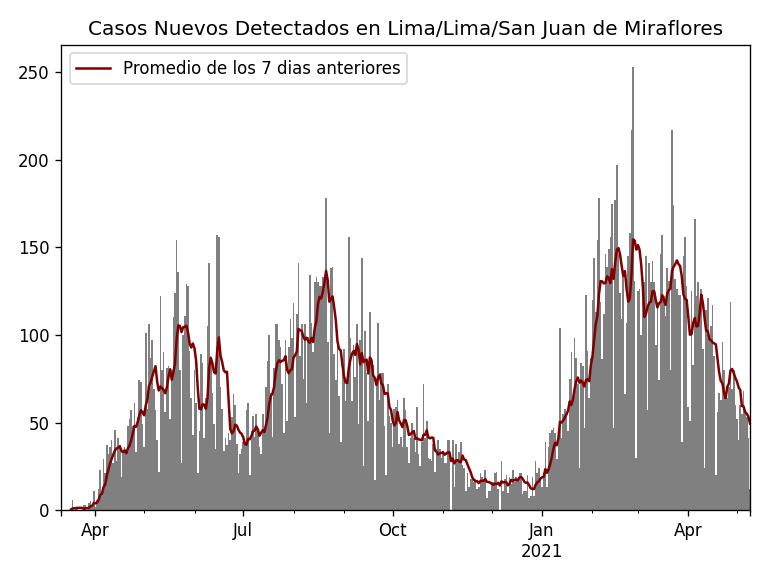 Casos Nuevos Detectados en Lima/Lima/San Juan de Miraflores
Promedio de los 7 dias anteriores
250
200
150
100
50
0
Apr Jul Oct Jan Apr
2021